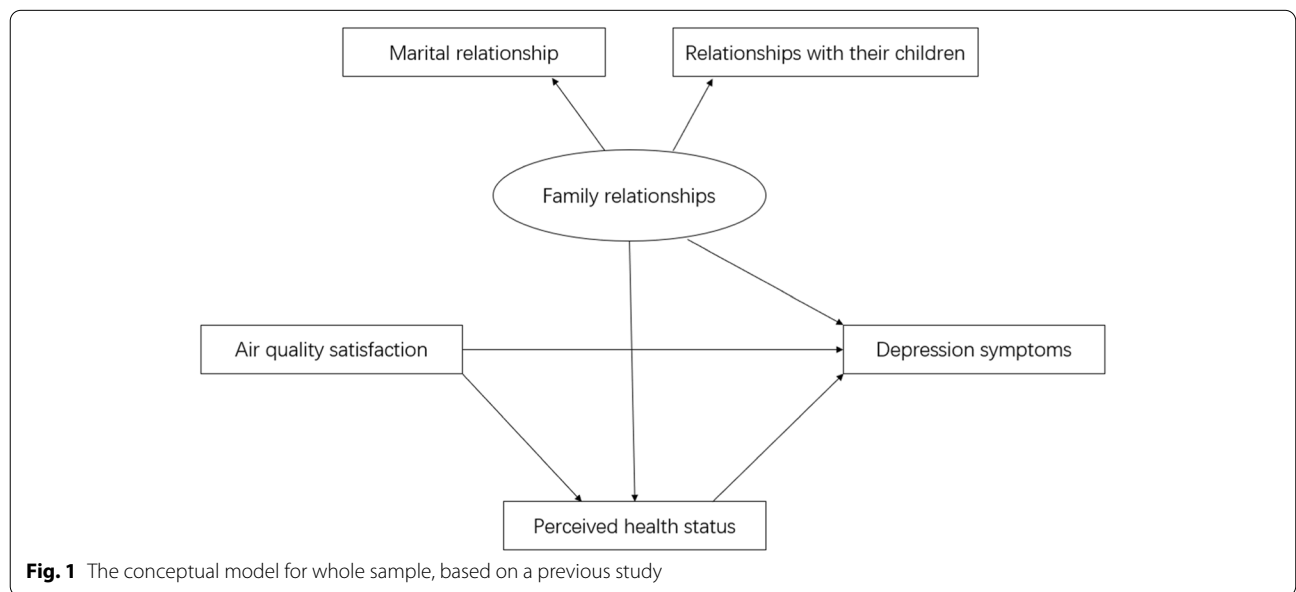 Marital relationship
Relationships with their children
Family relationships
Air quality satisfaction
Depression symptoms
Perceived health status
Fig. 1 The conceptual model for whole sample, based on a previous study